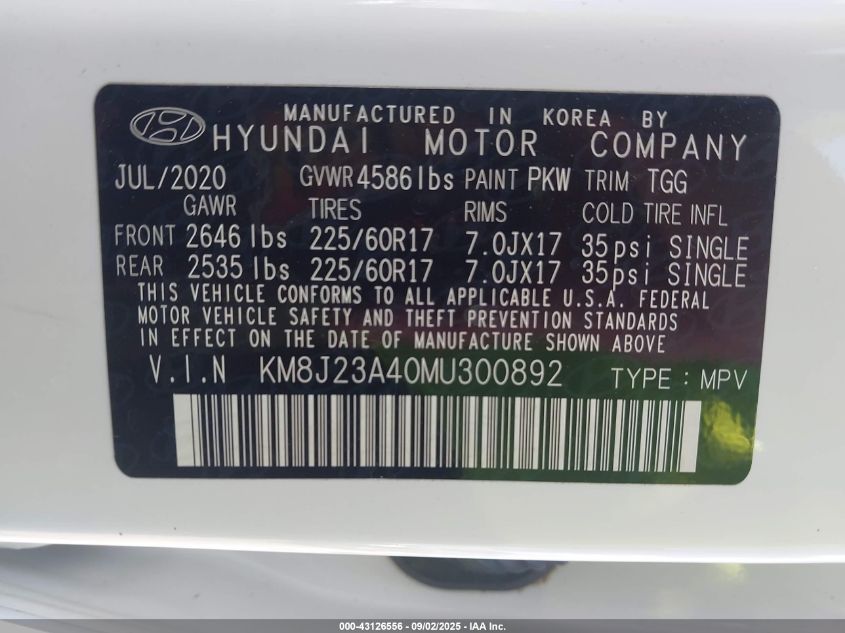 MANUFACTURED IN KOREA BY
HYUNDAI MOTOR COMPANY
JUL/2020 GVWR 4586 lbs PAINT PKW TRIM TGG
GAWR TIRES RIMS COLD TIRE INFL
FRONT 2646 lbs 225/60R17 7.0JX17 35psi SINGLE
REAR 2535 lbs 225/60R17 7.0JX17 35psi SINGLE
THIS VEHICLE CONFORMS TO ALL APPLICABLE U.S.A. FEDERAL
MOTOR VEHICLE SAFETY AND THEFT PREVENTION STANDARDS
IN EFFECT ON THE DATE OF MANUFACTURE SHOWN ABOVE
V.I.N KM8J23A40MU300892 TYPE : MPV
000-43126556 - 09/02/2025 - IAA Inc.